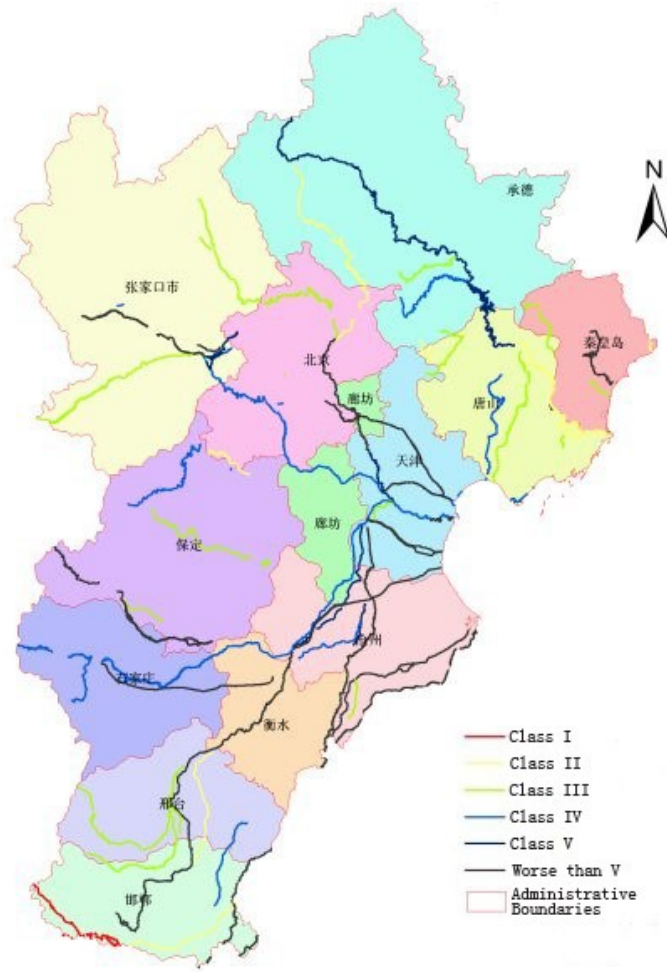 N
承德
张家口市
秦皇岛
北京
廊坊
唐山
天津
廊坊
保定
沧州
石家庄
衡水
邢台
邯郸
Class I
Class II
Class III
Class IV
Class V
Worse than V
Administrative
Boundaries